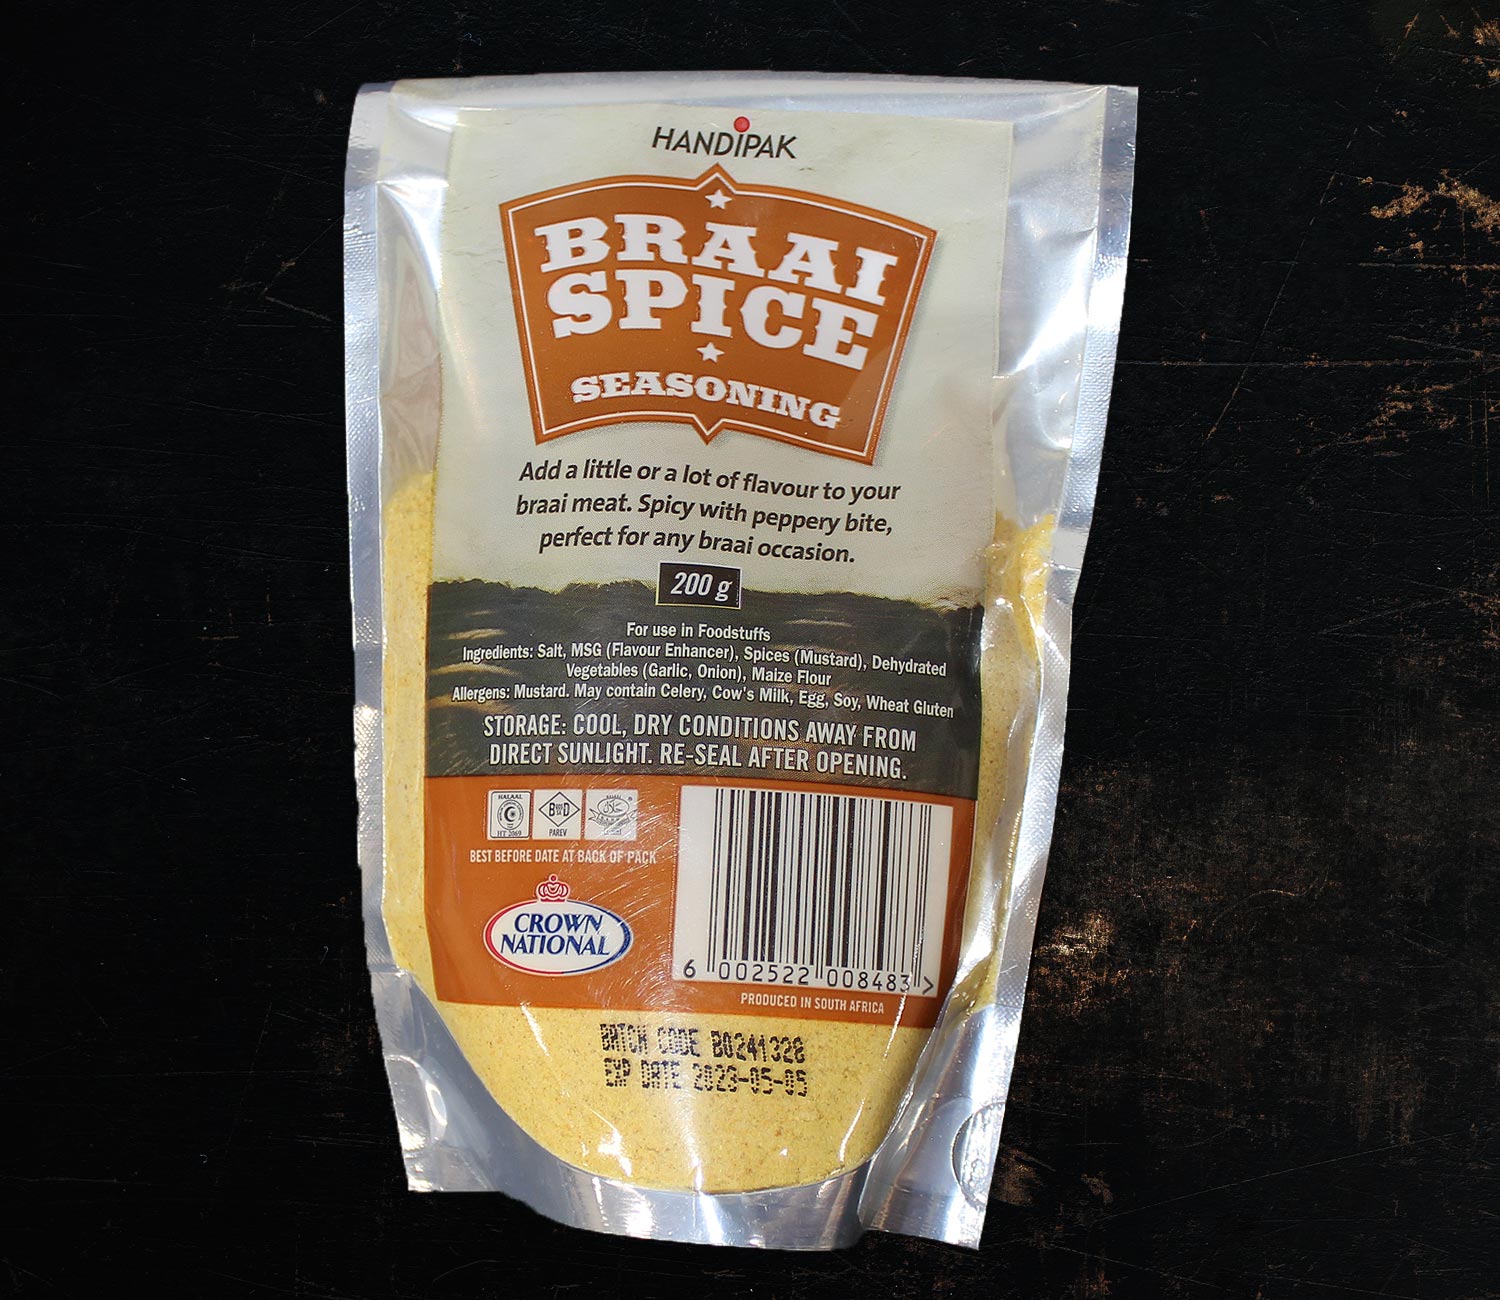 HANDIPAK
BRAAI
SPICE
SEASONING
Add a little or a lot of flavour to your
braai meat. Spicy with peppery bite,
perfect for any braai occasion.
200 g
For use in Foodstuffs
Ingredients: Salt, MSG (Flavour Enhancer), Spices (Mustard), Dehydrated
Vegetables (Garlic, Onion), Maize Flour
Allergens: Mustard. May contain Celery, Cow's Milk, Egg, Soy, Wheat Gluten
STORAGE: COOL, DRY CONDITIONS AWAY FROM
DIRECT SUNLIGHT. RE-SEAL AFTER OPENING.
HALAAL
HT 2069
PAREV
BEST BEFORE DATE AT BACK OF PACK
CROWN
NATIONAL
6 002522 008483 >
PRODUCED IN SOUTH AFRICA
BATCH CODE B0241328
EXP DATE 2023-05-05